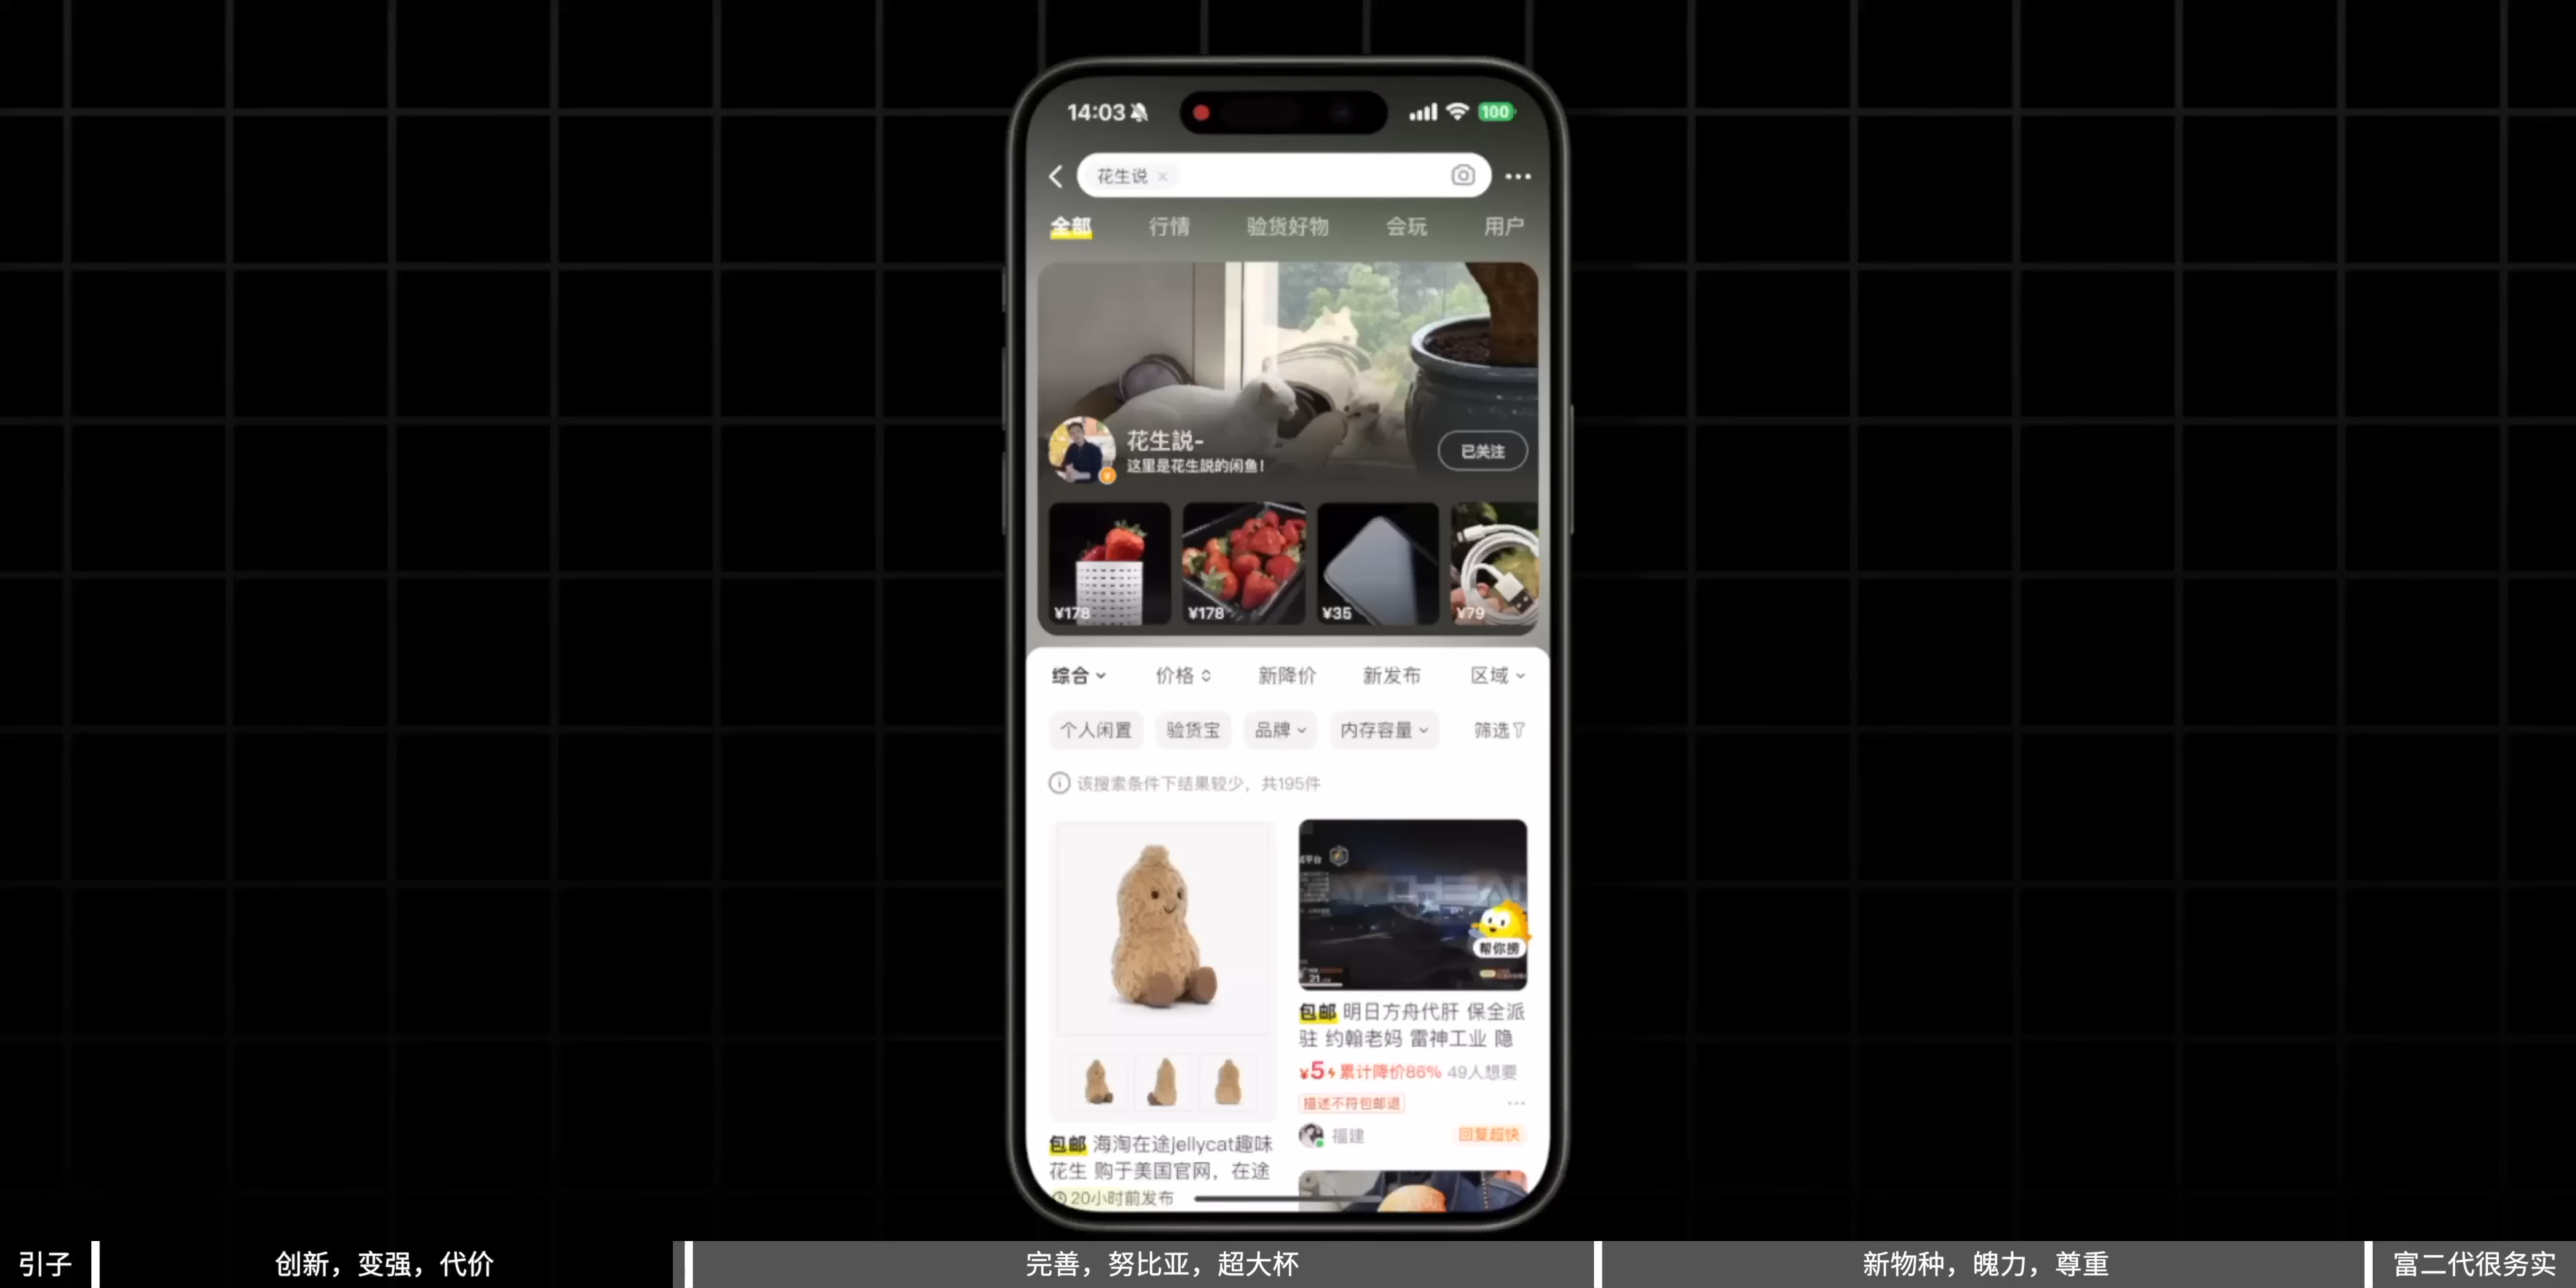 14:03
100
花生说
全部
行情
验货好物
会玩
用户
花生説-
这里是花生説的闲鱼!
已关注
¥178
¥178
¥35
¥79
综合
价格
新降价
新发布
区域
个人闲置
验货宝
品牌
内存容量
筛选
该搜索条件下结果较少，共195件
帮你捞
包邮 明日方舟代肝 保全派
驻 约翰老妈 雷神工业 隐
¥5 累计降价86% 49人想要
描述不符包邮退
福建
回复超快
包邮 海淘在途jellycat趣味
花生 购于美国官网，在途
20小时前发布
引子
创新，变强，代价
完善，努比亚，超大杯
新物种，魄力，尊重
富二代很务实